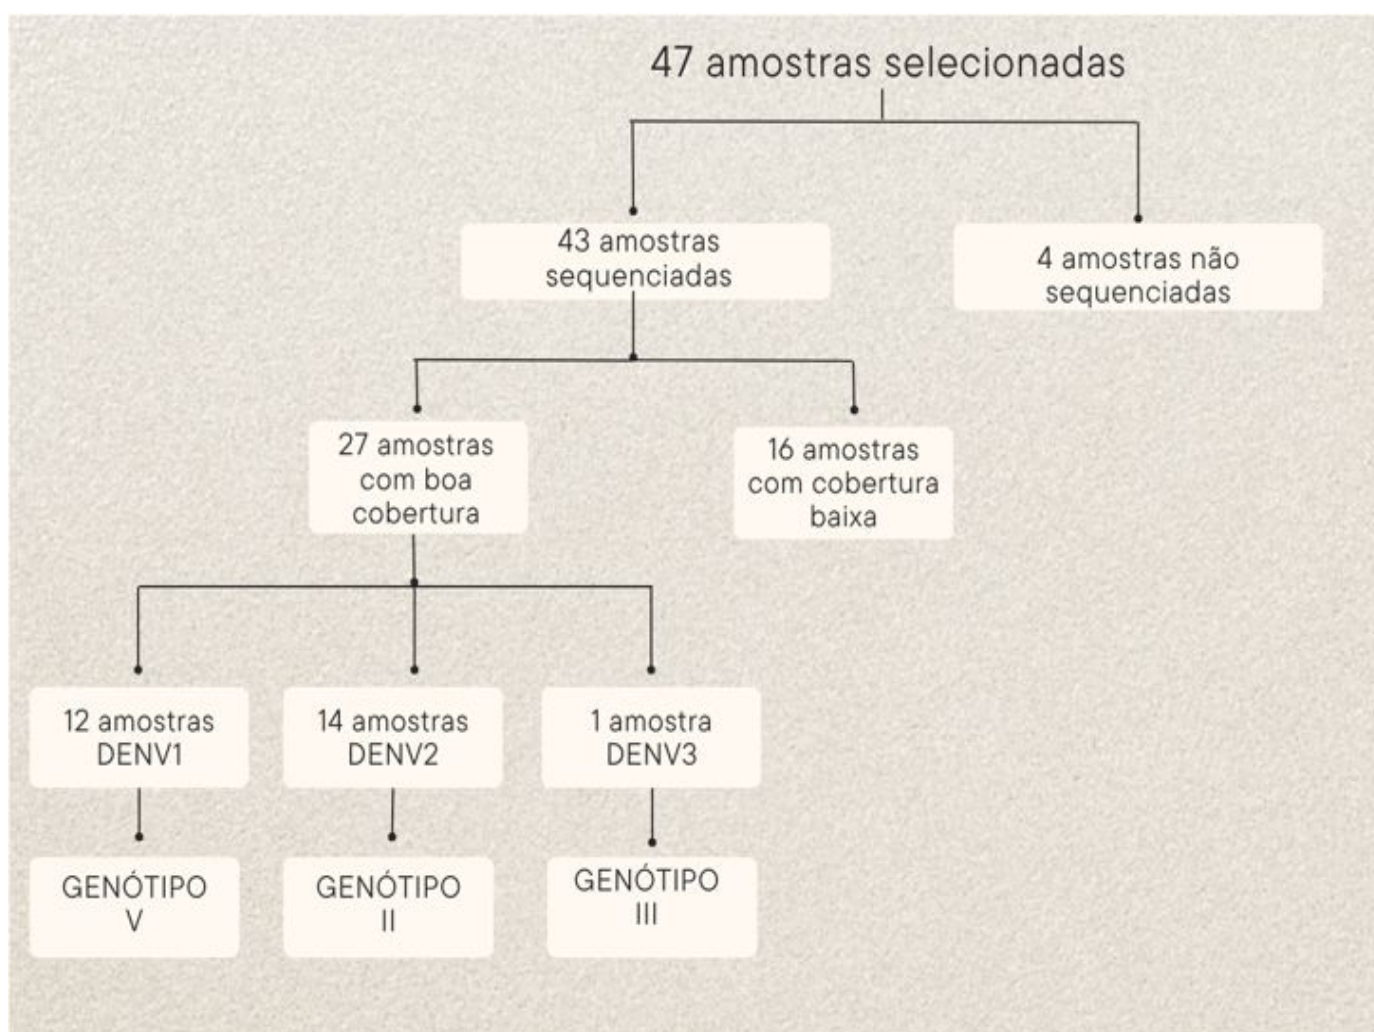 47 amostras selecionadas
43 amostras
sequenciadas
4 amostras não
sequenciadas
27 amostras
com boa
cobertura
16 amostras
com cobertura
baixa
12 amostras
DENV1
14 amostras
DENV2
1 amostra
DENV3
GENÓTIPO
V
GENÓTIPO
II
GENÓTIPO
III